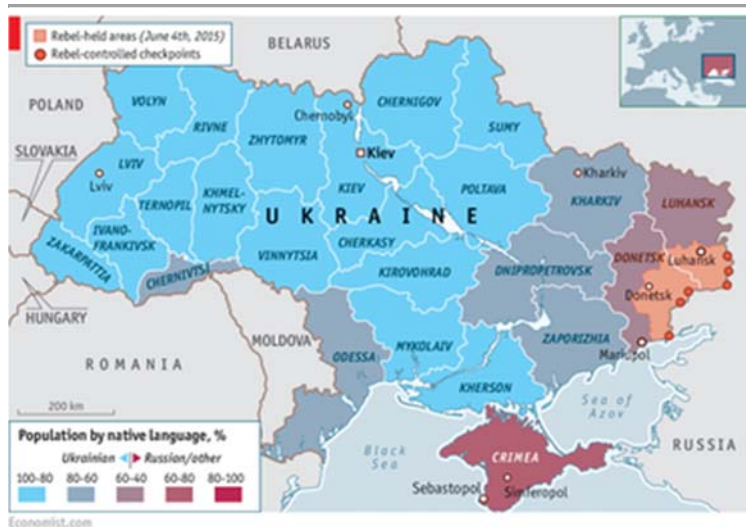 Rebel-held areas (June 4th, 2015)
Rebel-controlled checkpoints
BELARUS
POLAND
SLOVAKIA
HUNGARY
ROMANIA
MOLDOVA
RUSSIA
UKRAINE
VOLYN
RIVNE
ZHYTOMYR
Chernobyl
CHERNIGOV
SUMY
Kiev
LVIV
Lviv
TERNOPIL
KHMEL-
NYTSKY
KIEV
POLTAVA
Kharkiv
KHARKIV
LUHANSK
IVANO-
FRANKIVSK
ZAKARPATTIA
CHERNIVTSI
VINNYTSIA
CHERKASY
KIROVOHRAD
DNIPROPETROVSK
DONETSK
Luhansk
Donetsk
ODESSA
MYKOLAIV
ZAPORIZHIA
Mariupol
KHERSON
Sea of
Azov
Black
Sea
CRIMEA
Sebastopol
Simferopol
200 km
Population by native language, %
Ukrainian Russian/other
100-80 80-60 60-40 60-80 80-100
Economist.com